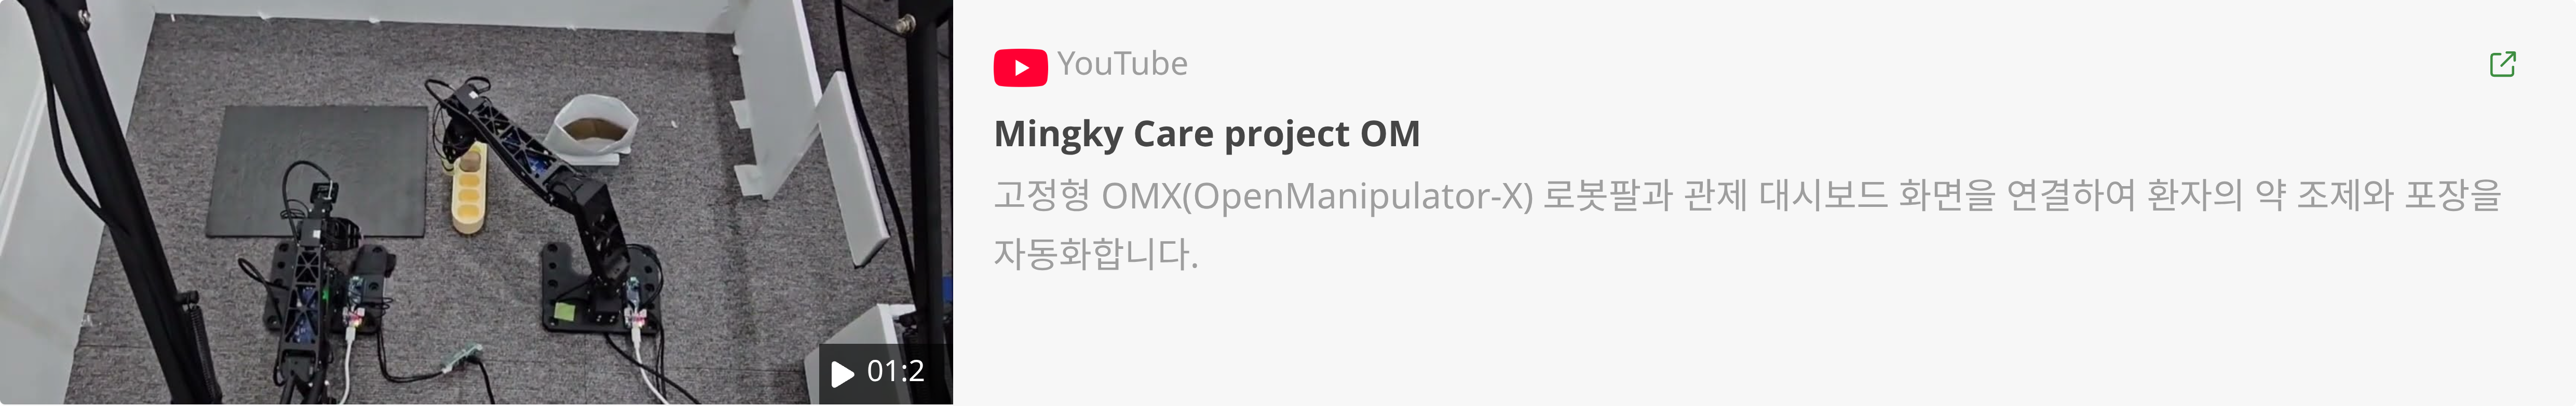 YouTube
Mingky Care project OM
고정형 OMX(OpenManipulator-X) 로봇팔과 관제 대시보드 화면을 연결하여 환자의 약 조제와 포장을
자동화합니다.
01:2